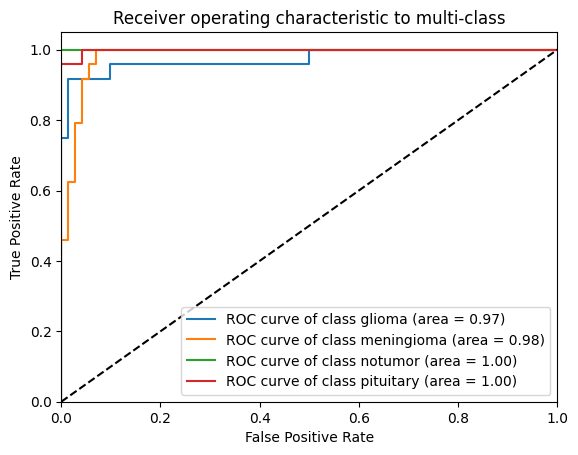 Receiver operating characteristic to multi-class
True Positive Rate
1.0
0.8
0.6
0.4
0.2
0.0
ROC curve of class glioma (area = 0.97)
ROC curve of class meningioma (area = 0.98)
ROC curve of class notumor (area = 1.00)
ROC curve of class pituitary (area = 1.00)
0.0 0.2 0.4 0.6 0.8 1.0
False Positive Rate